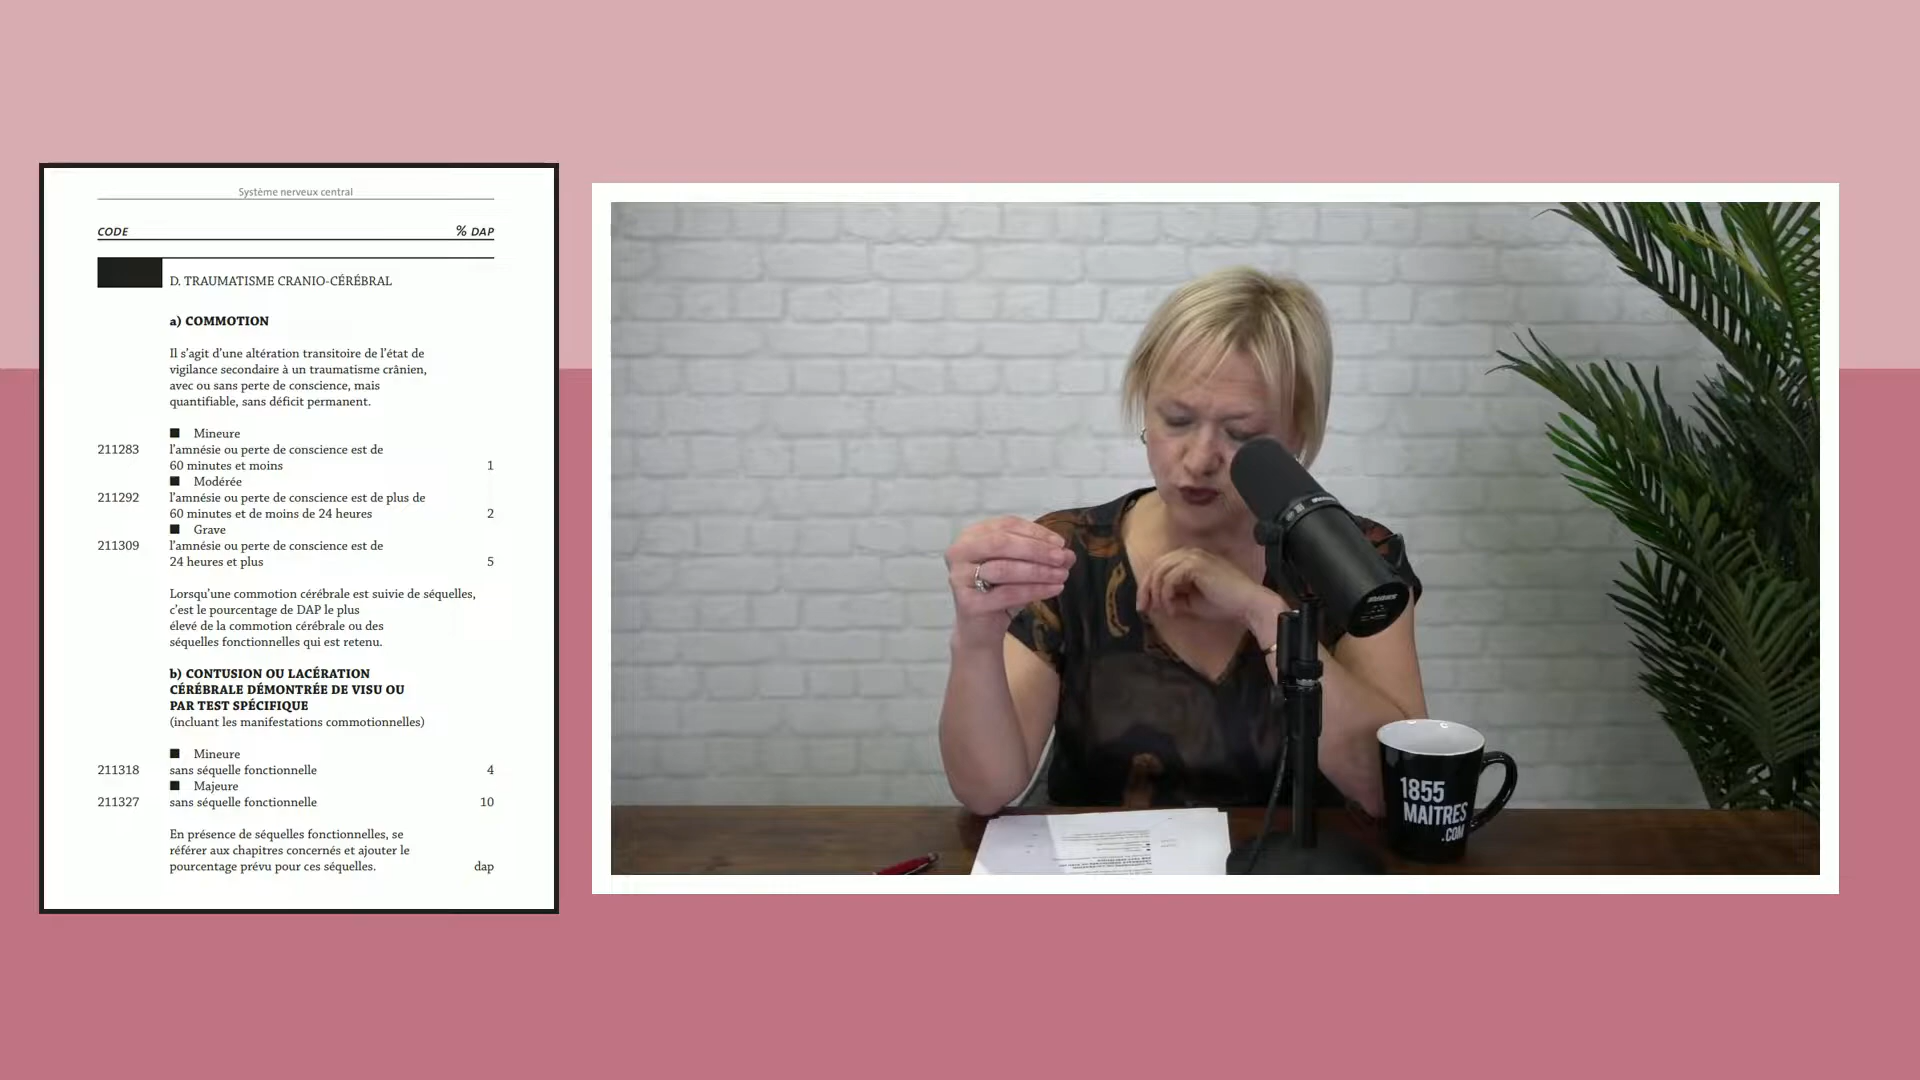 Système nerveux central
CODE % DAP
D. TRAUMATISME CRANIO-CÉRÉBRAL
a) COMMOTION
Il s'agit d'une altération transitoire de l'état de
vigilance secondaire à un traumatisme crânien,
avec ou sans perte de conscience, mais
quantifiable, sans déficit permanent.
■ Mineure
211283 l'amnésie ou perte de conscience est de
60 minutes et moins 1
■ Modérée
211292 l'amnésie ou perte de conscience est de plus de
60 minutes et de moins de 24 heures 2
■ Grave
211309 l'amnésie ou perte de conscience est de
24 heures et plus 5
Lorsqu'une commotion cérébrale est suivie de séquelles,
c'est le pourcentage de DAP le plus
élevé de la commotion cérébrale ou des
séquelles fonctionnelles qui est retenu.
b) CONTUSION OU LACÉRATION
CÉRÉBRALE DÉMONTRÉE DE VISU OU
PAR TEST SPÉCIFIQUE
(incluant les manifestations commotionnelles)
■ Mineure
211318 sans séquelle fonctionnelle 4
■ Majeure
211327 sans séquelle fonctionnelle 10
En présence de séquelles fonctionnelles, se
référer aux chapitres concernés et ajouter le
pourcentage prévu pour ces séquelles. dap
SHURE
1855
MAITRES
.COM